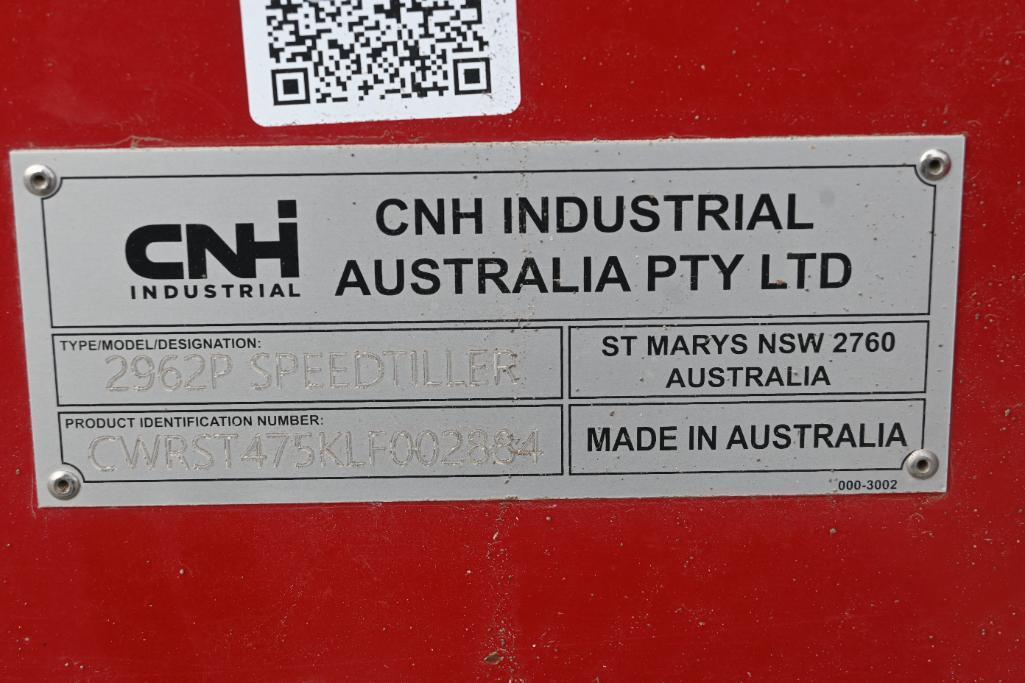 CNHi
INDUSTRIAL
CNH INDUSTRIAL
AUSTRALIA PTY LTD
TYPE/MODEL/DESIGNATION:
2962P SPEEDTILLER
ST MARYS NSW 2760
AUSTRALIA
PRODUCT IDENTIFICATION NUMBER:
CWRST475KLF002884
MADE IN AUSTRALIA
000-3002